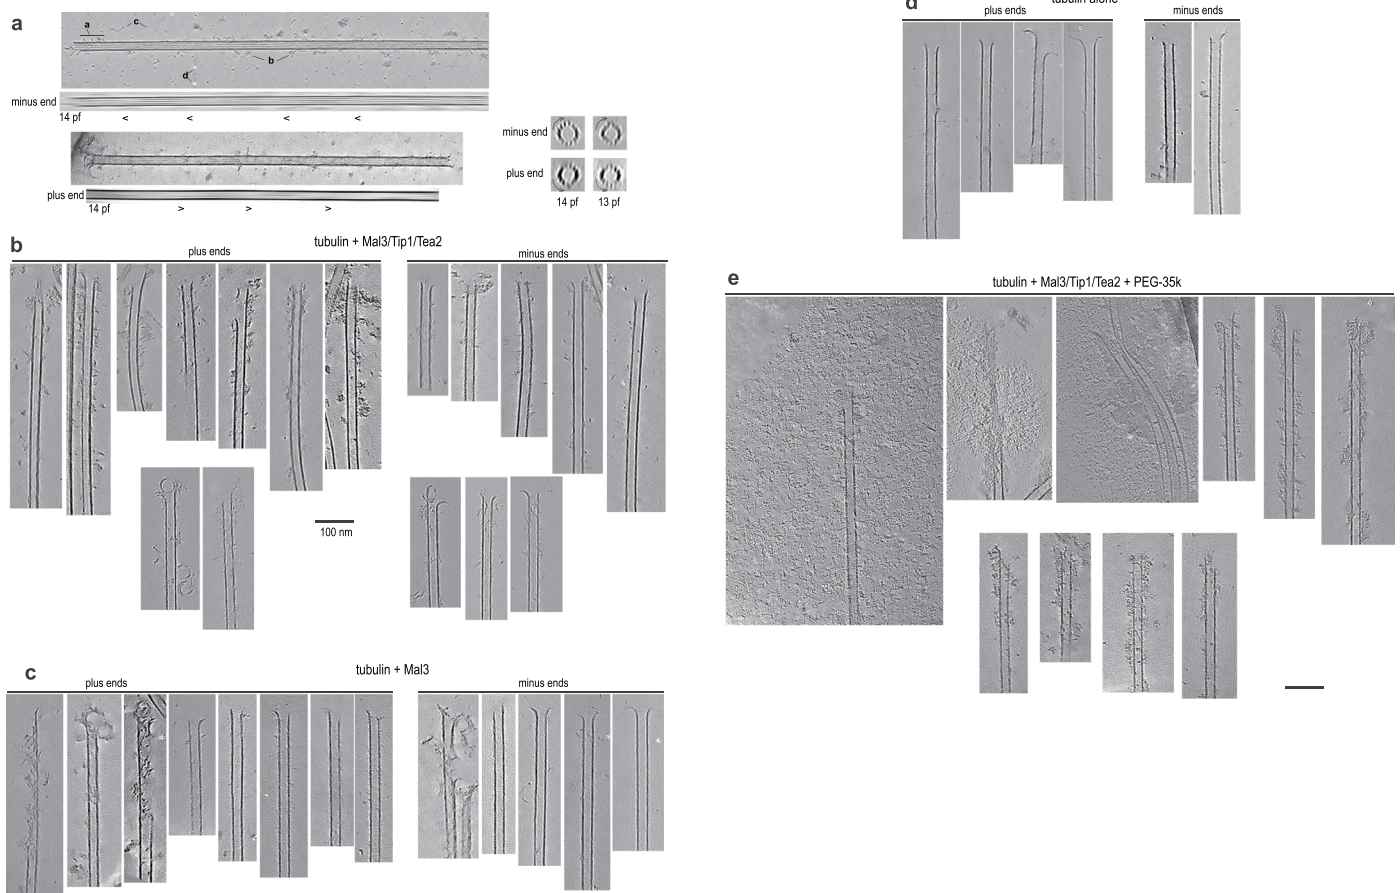 a
a
c
b
d
minus end
14 pf
<
<
<
<
plus end
14 pf
>
>
>
minus end
plus end
14 pf
13 pf
b
tubulin + Mal3/Tip1/Tea2
plus ends
minus ends
100 nm
c
tubulin + Mal3
plus ends
minus ends
d
tubulin alone
plus ends
minus ends
e
tubulin + Mal3/Tip1/Tea2 + PEG-35k